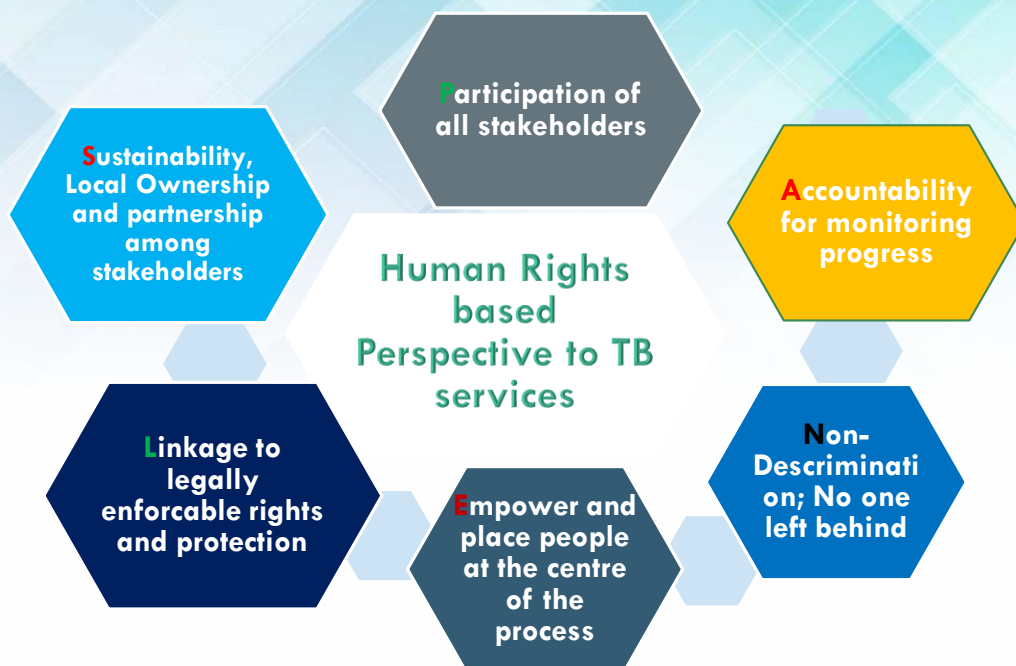 Participation of
all stakeholders
Accountability
for monitoring
progress
Non-
Descriminati
on; No one
left behind
Empower and
place people
at the centre
of the
process
Linkage to
legally
enforcable rights
and protection
Sustainability,
Local Ownership
and partnership
among
stakeholders
Human Rights
based
Perspective to TB
services